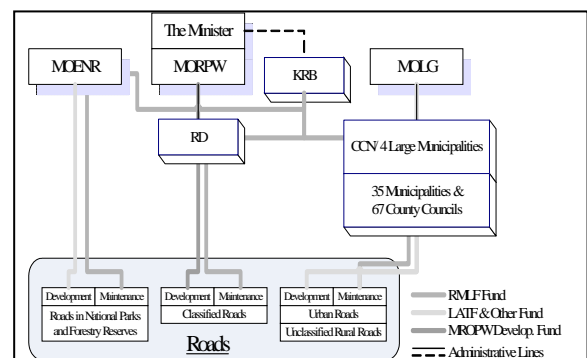 The Minister
MOENR
MORPW
KRB
MOLG
RD
CCN/ 4 Large Municipalities
35 Municipalities &
67 County Councils
Development
Maintenance
Roads in National Parks
and Forestry Reserves
Development
Maintenance
Classified Roads
Development
Maintenance
Urban Roads
Unclassified Rural Roads
Roads
RMLF Fund
LATF & Other Fund
MROPW Develop. Fund
Administrative Lines